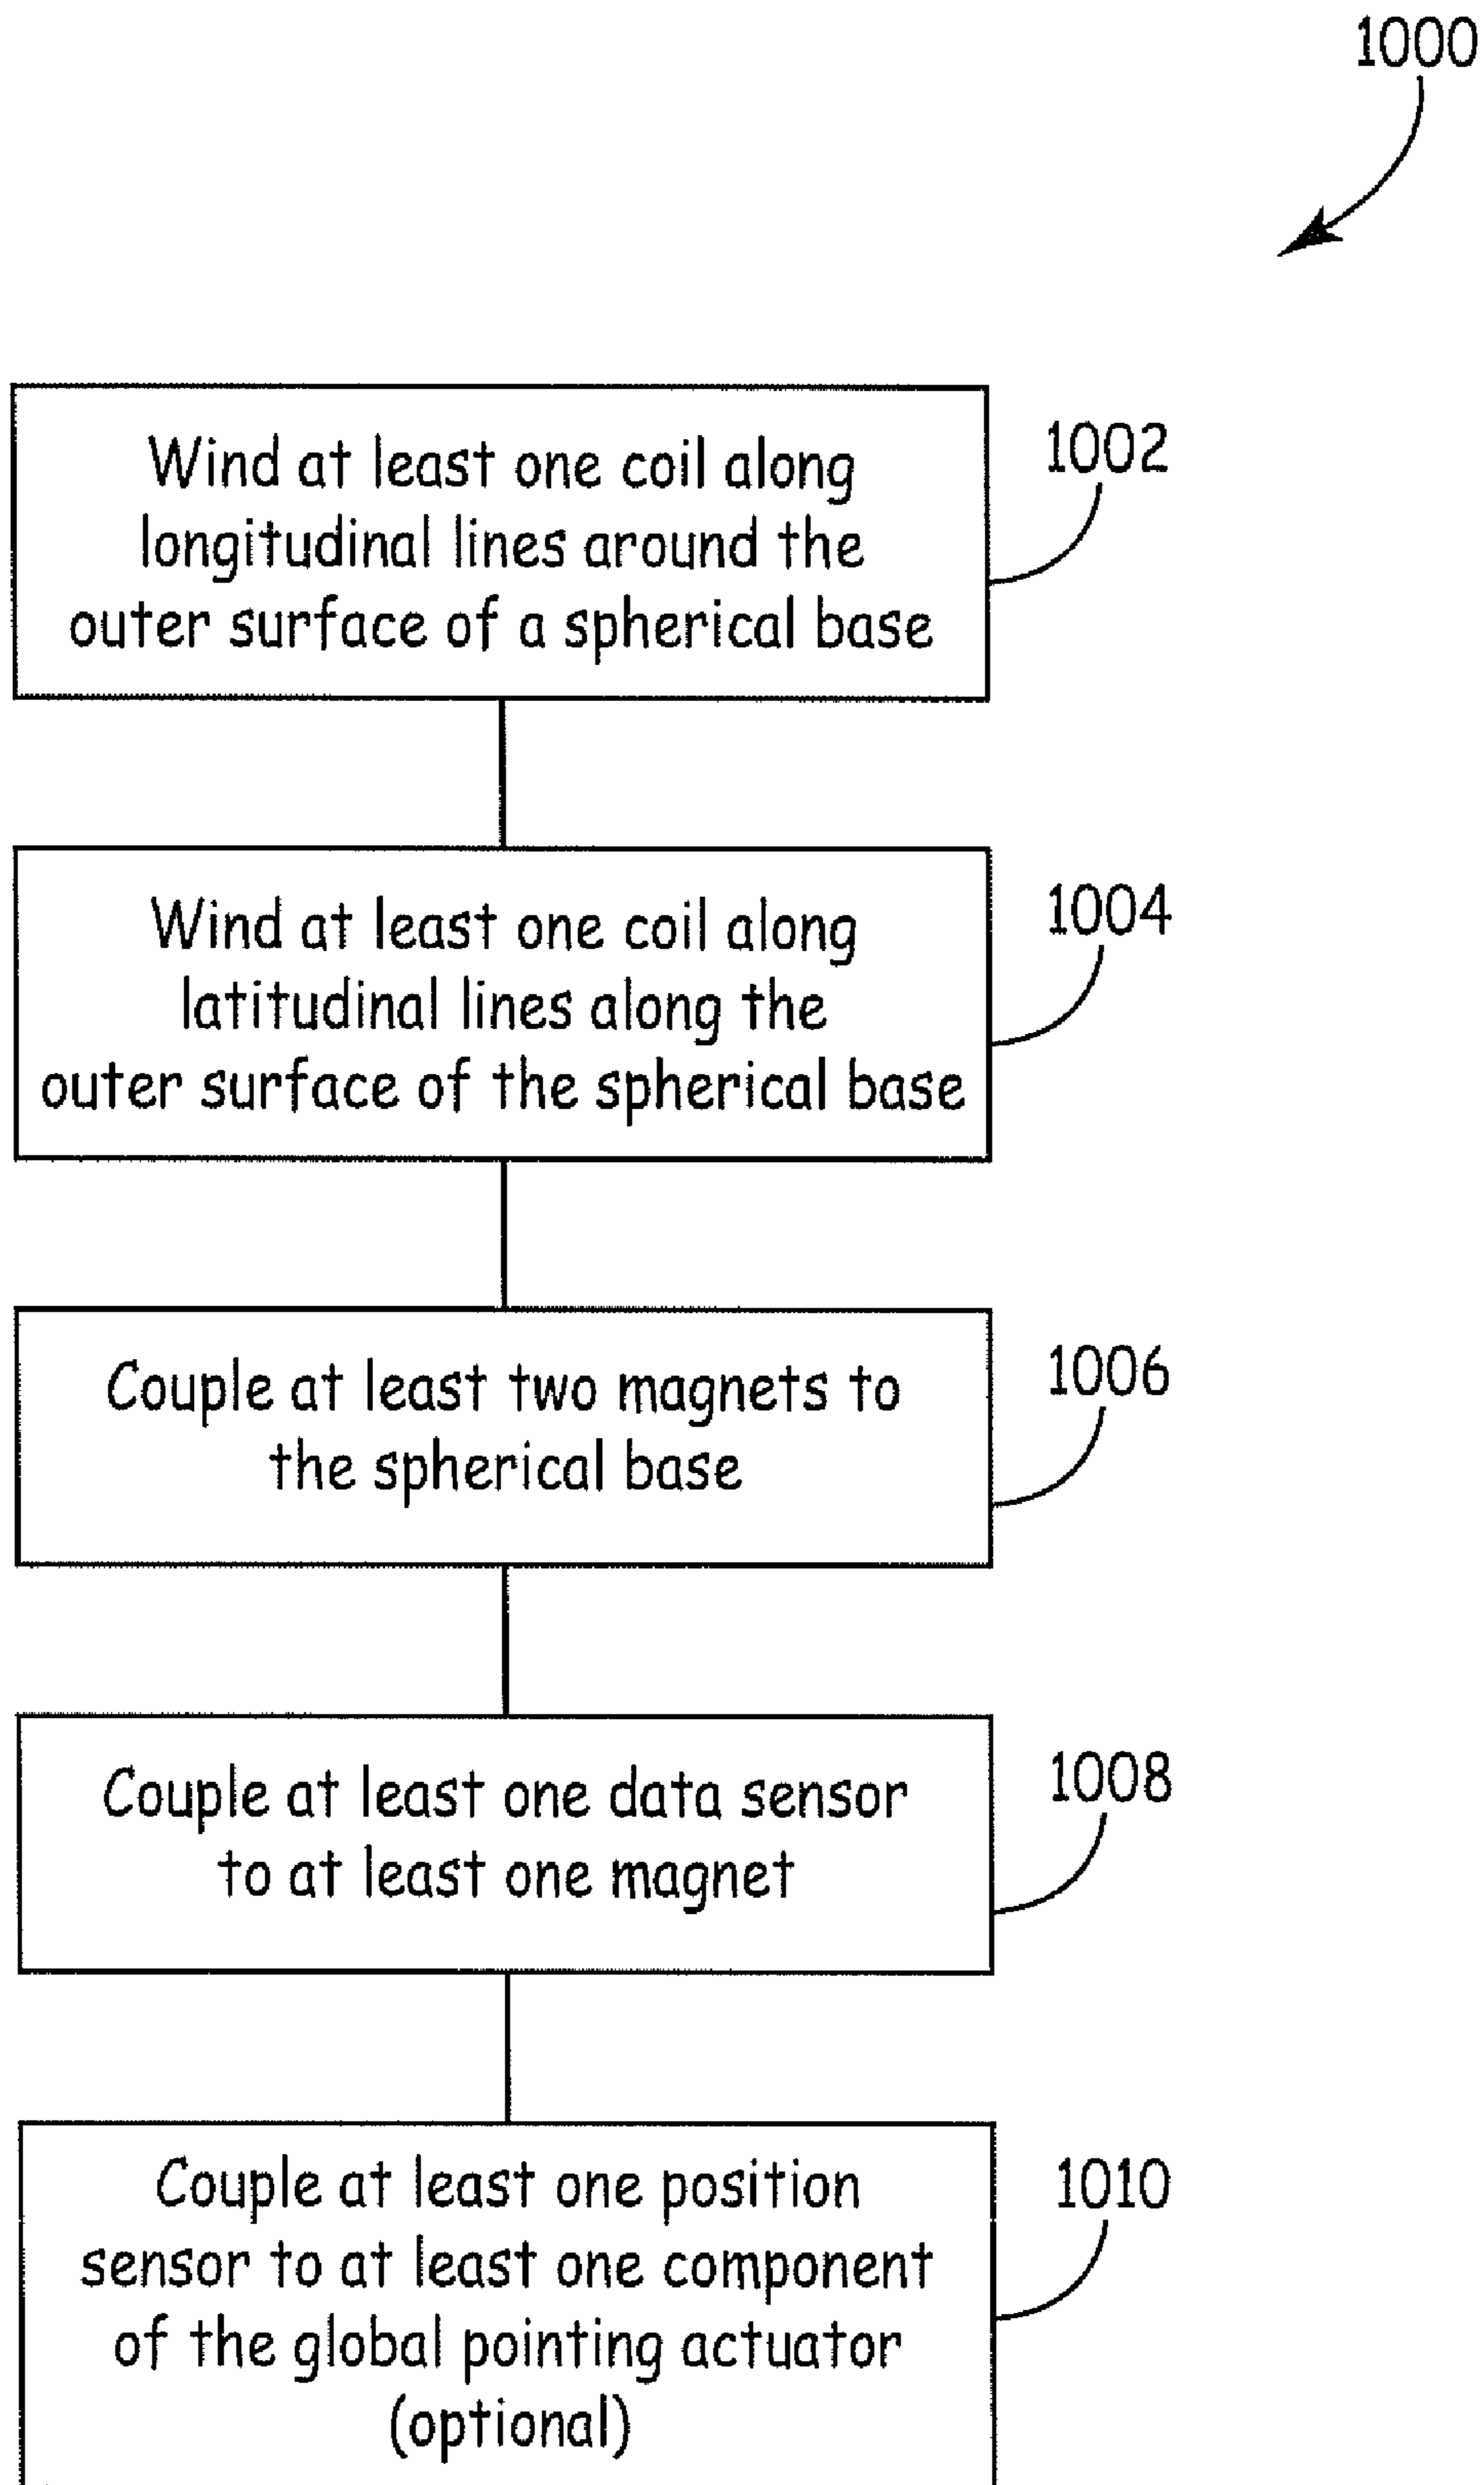 1000
Wind at least one coil along
longitudinal lines around the
outer surface of a spherical base
1002
Wind at least one coil along
latitudinal lines along the
outer surface of the spherical base
1004
Couple at least two magnets to
the spherical base
1006
Couple at least one data sensor
to at least one magnet
1008
Couple at least one position
sensor to at least one component
of the global pointing actuator
(optional)
1010